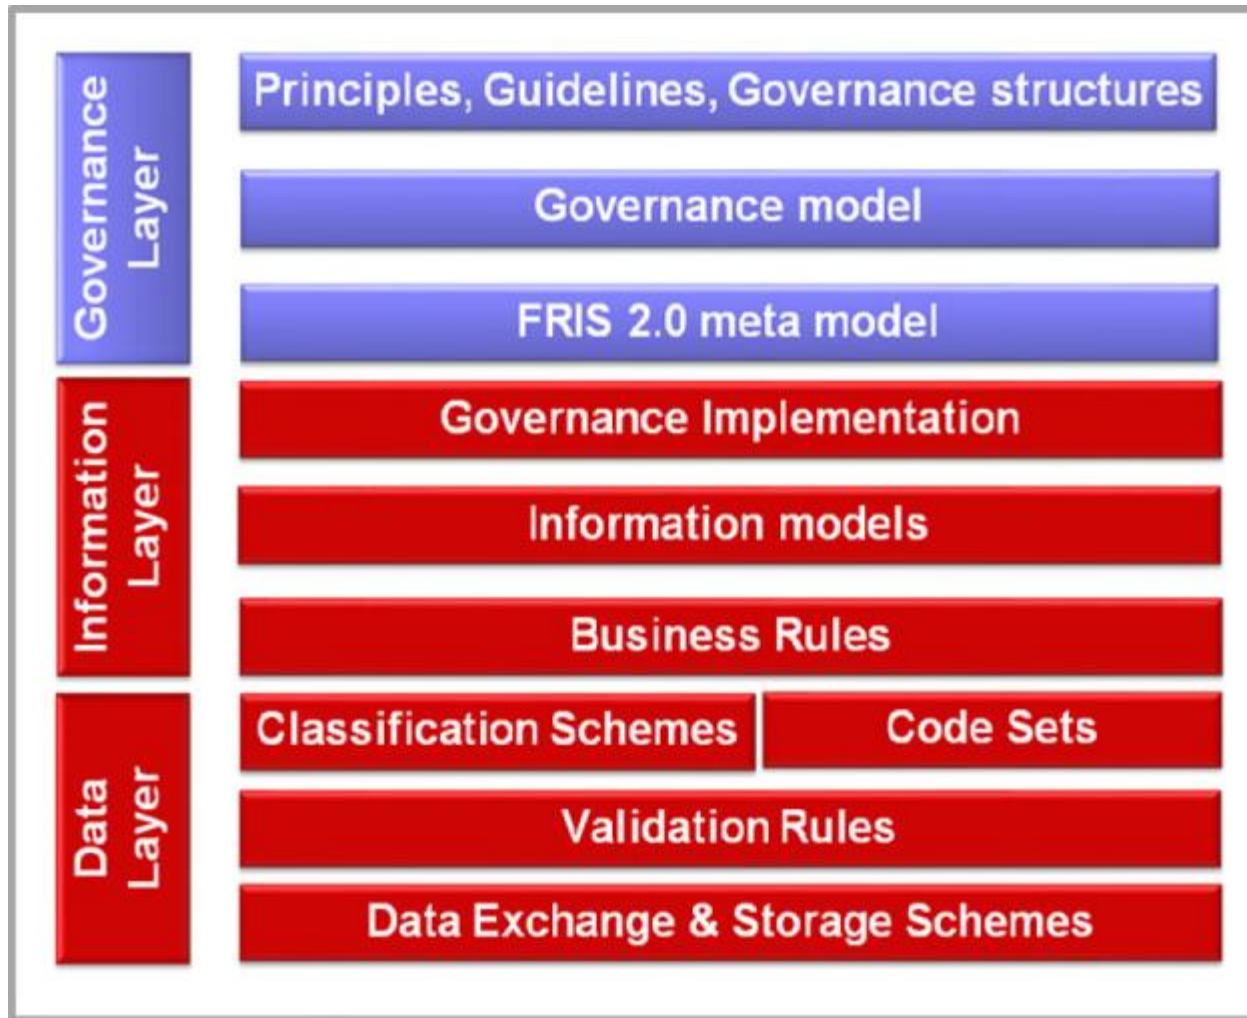 Governance
Layer
Principles, Guidelines, Governance structures
Governance model
FRIS 2.0 meta model
Information
Layer
Governance Implementation
Information models
Business Rules
Data
Layer
Classification Schemes
Code Sets
Validation Rules
Data Exchange & Storage Schemes